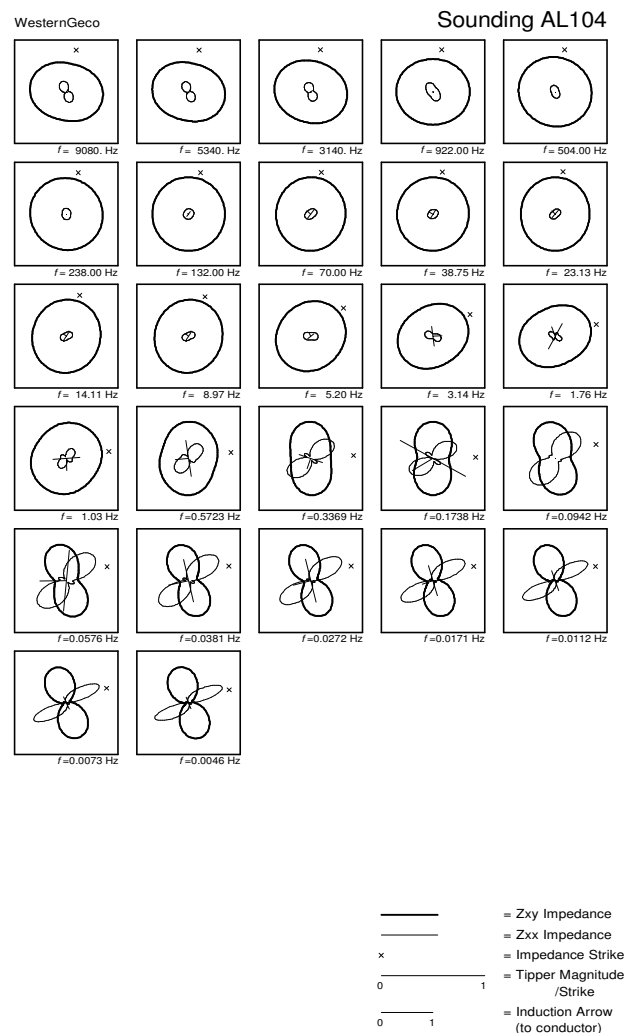 WesternGeco Sounding AL104
f= 9080. Hz f= 5340. Hz f= 3140. Hz f= 922.00 Hz f= 504.00 Hz
f= 238.00 Hz f= 132.00 Hz f= 70.00 Hz f= 38.75 Hz f= 23.13 Hz
f= 14.11 Hz f= 8.97 Hz f= 5.20 Hz f= 3.14 Hz f= 1.76 Hz
f= 1.03 Hz f=0.5723 Hz f=0.3369 Hz f=0.1738 Hz f=0.0942 Hz
f=0.0576 Hz f=0.0381 Hz f=0.0272 Hz f=0.0171 Hz f=0.0112 Hz
f=0.0073 Hz f=0.0046 Hz
= Zxy Impedance
= Zxx Impedance
× = Impedance Strike
= Tipper Magnitude
0 1 /Strike
= Induction Arrow
0 1 (to conductor)